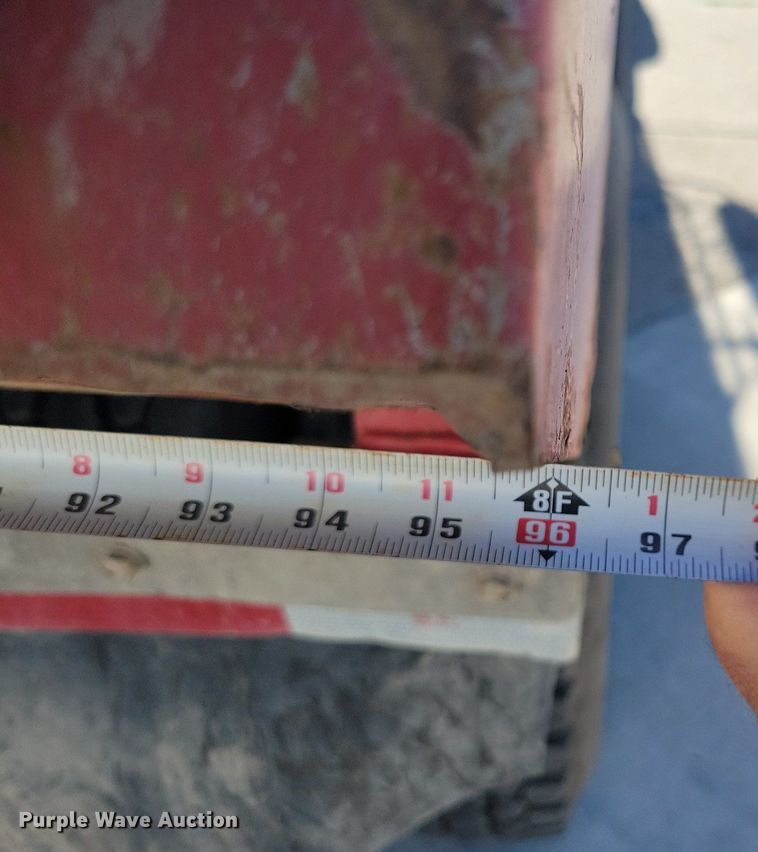 8 9 10 11 8F 1
92 93 94 95 96 97
Purple Wave Auction